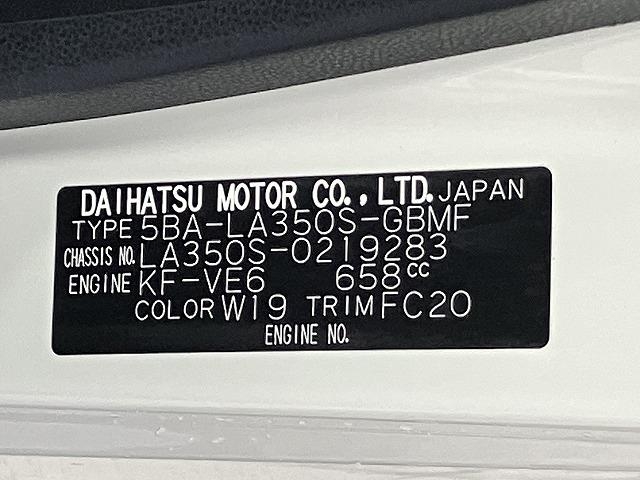 DAIHATSU MOTOR CO., LTD. JAPAN
TYPE 5BA-LA350S-GBMF
CHASSIS NO. LA350S-0219283
ENGINE KF-VE6 658cc
COLOR W19 TRIM FC20
ENGINE NO.